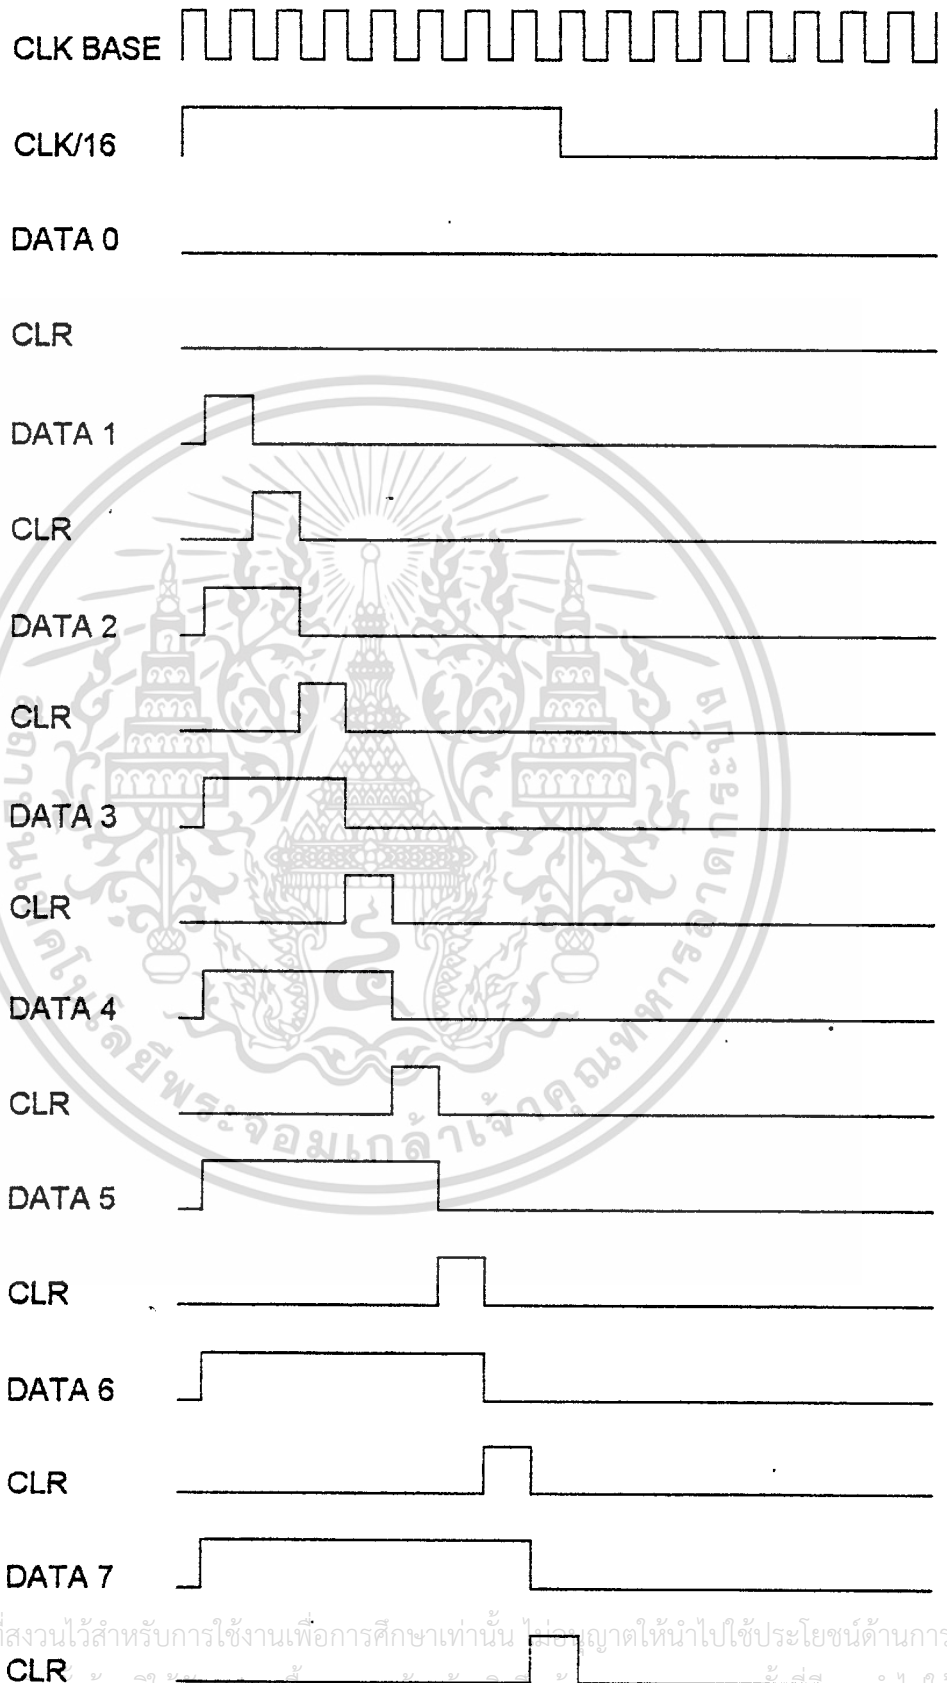 CLK BASE
CLK/16
DATA 0
CLR
DATA 1
CLR
DATA 2
CLR
DATA 3
CLR
DATA 4
CLR
DATA 5
CLR
DATA 6
CLR
DATA 7
ที่สงวนไว้สำหรับการใช้งานเพื่อการศึกษาเท่านั้น ไม่อนุญาตให้นำไปใช้ประโยชน์ด้านการ
CLR